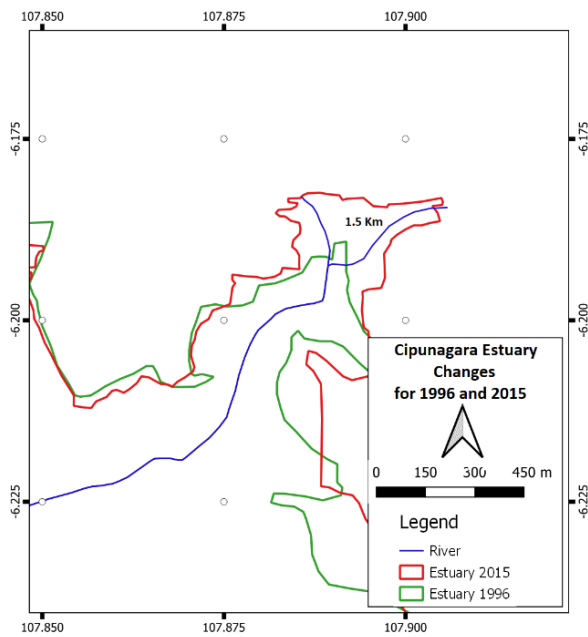 107.850 107.875 107.900
-6.175 -6.175
1.5 Km
-6.200 -6.200
Cipunagara Estuary
Changes
for 1996 and 2015
0 150 300 450 m
-6.225 -6.225
Legend
River
Estuary 2015
Estuary 1996
107.850 107.875 107.900